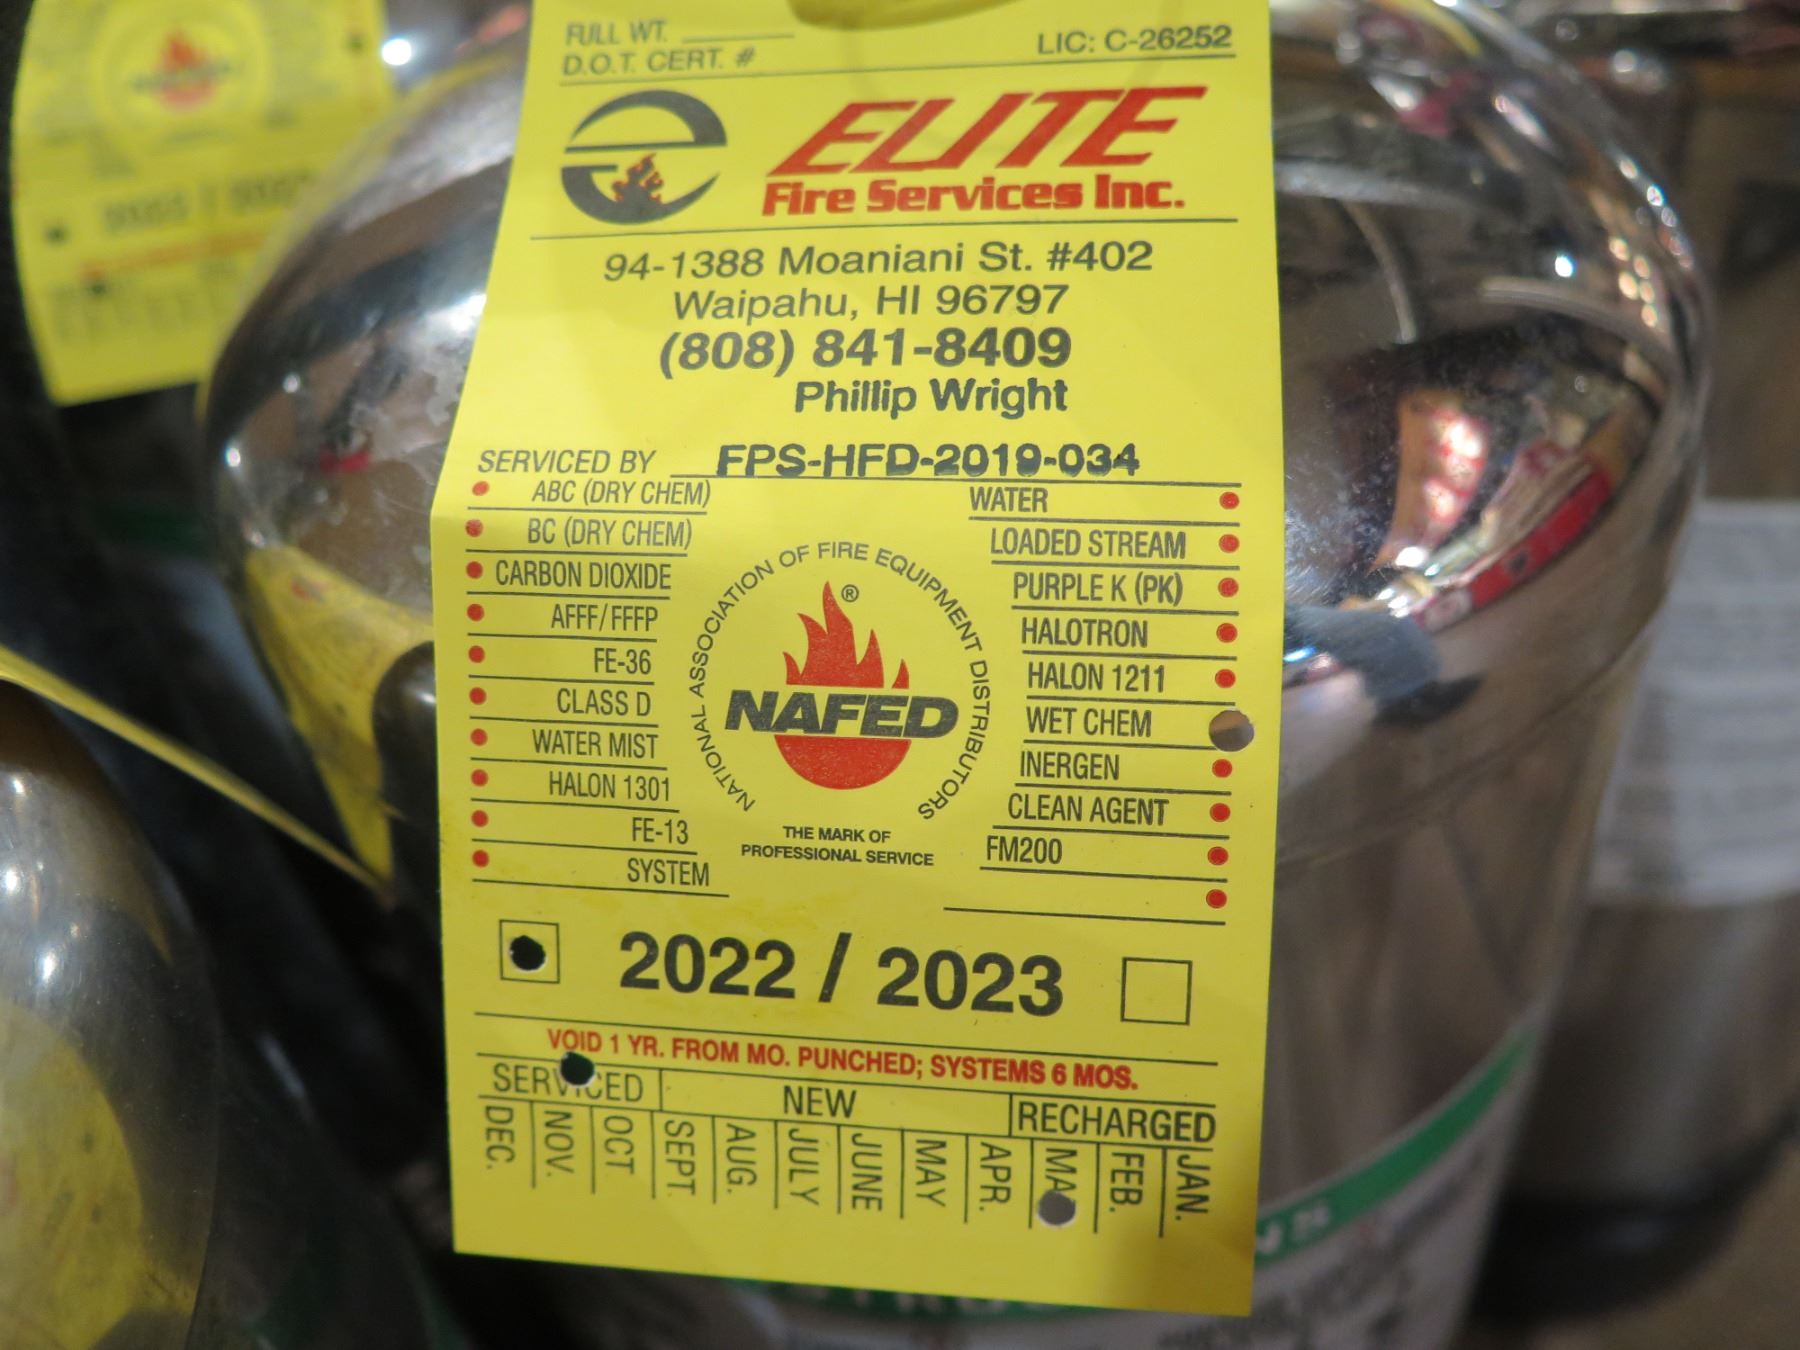 FULL WT.
D.O.T. CERT. #
LIC: C-26252
ELITE
Fire Services Inc.
94-1388 Moaniani St. #402
Waipahu, HI 96797
(808) 841-8409
Phillip Wright
SERVICED BY FPS-HFD-2019-034
ABC (DRY CHEM)
BC (DRY CHEM)
CARBON DIOXIDE
AFFF/FFFP
FE-36
CLASS D
WATER MIST
HALON 1301
FE-13
SYSTEM
NATIONAL ASSOCIATION OF FIRE EQUIPMENT DISTRIBUTORS
®
NAFED
THE MARK OF
PROFESSIONAL SERVICE
WATER
LOADED STREAM
PURPLE K (PK)
HALOTRON
HALON 1211
WET CHEM
INERGEN
CLEAN AGENT
FM200
2022 / 2023
VOID 1 YR. FROM MO. PUNCHED; SYSTEMS 6 MOS.
SERVICED NEW RECHARGED
DEC.
NOV.
OCT
SEPT.
AUG.
JULY
JUNE
MAY
APR.
MA
FEB.
JAN.